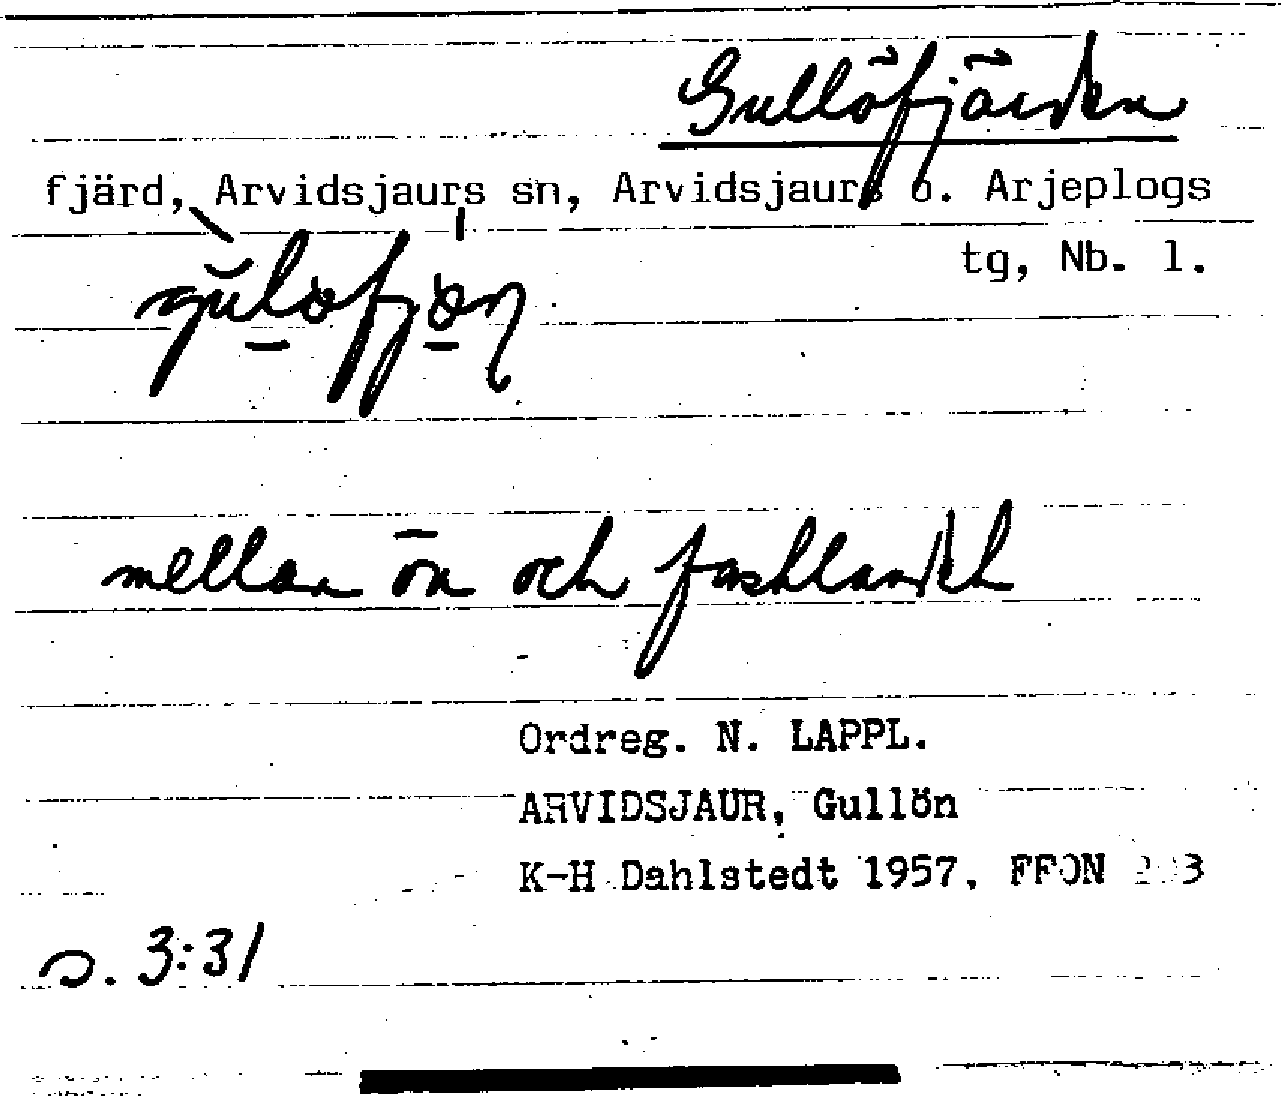 Gullöfjärden
fjärd, Arvidsjaurs sn, Arvidsjaurs o. Arjeplogs
tg, Nb. l.
mellan ön och fastlandet
Ordreg. N. LAPPL.
ARVIDSJAUR, Gullön
K-H Dahlstedt 1957, FFON
s. 3:31